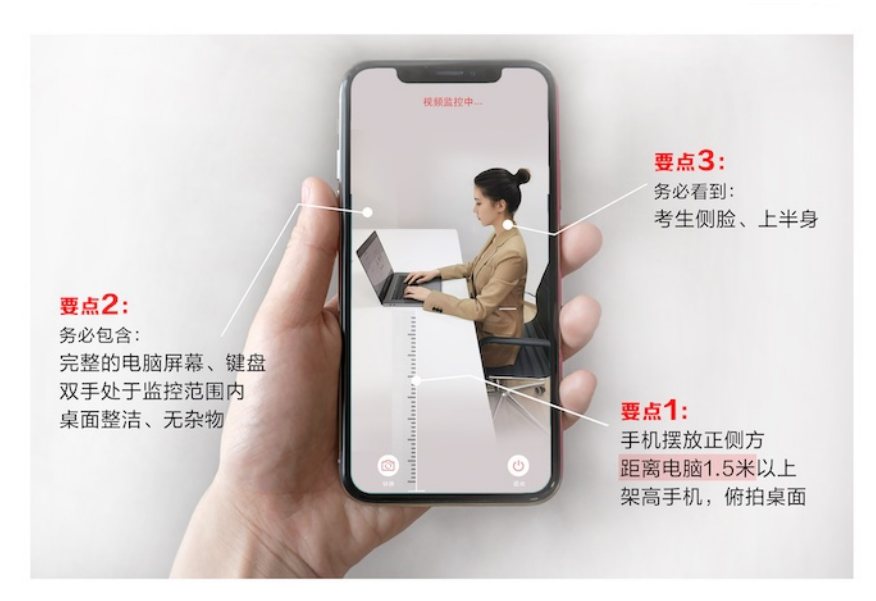 视频监控中...
要点3:
务必看到:
考生侧脸、上半身
要点2:
务必包含:
完整的电脑屏幕、键盘
双手处于监控范围内
桌面整洁、无杂物
要点1:
手机摆放正侧方
距离电脑1.5米以上
架高手机，俯拍桌面